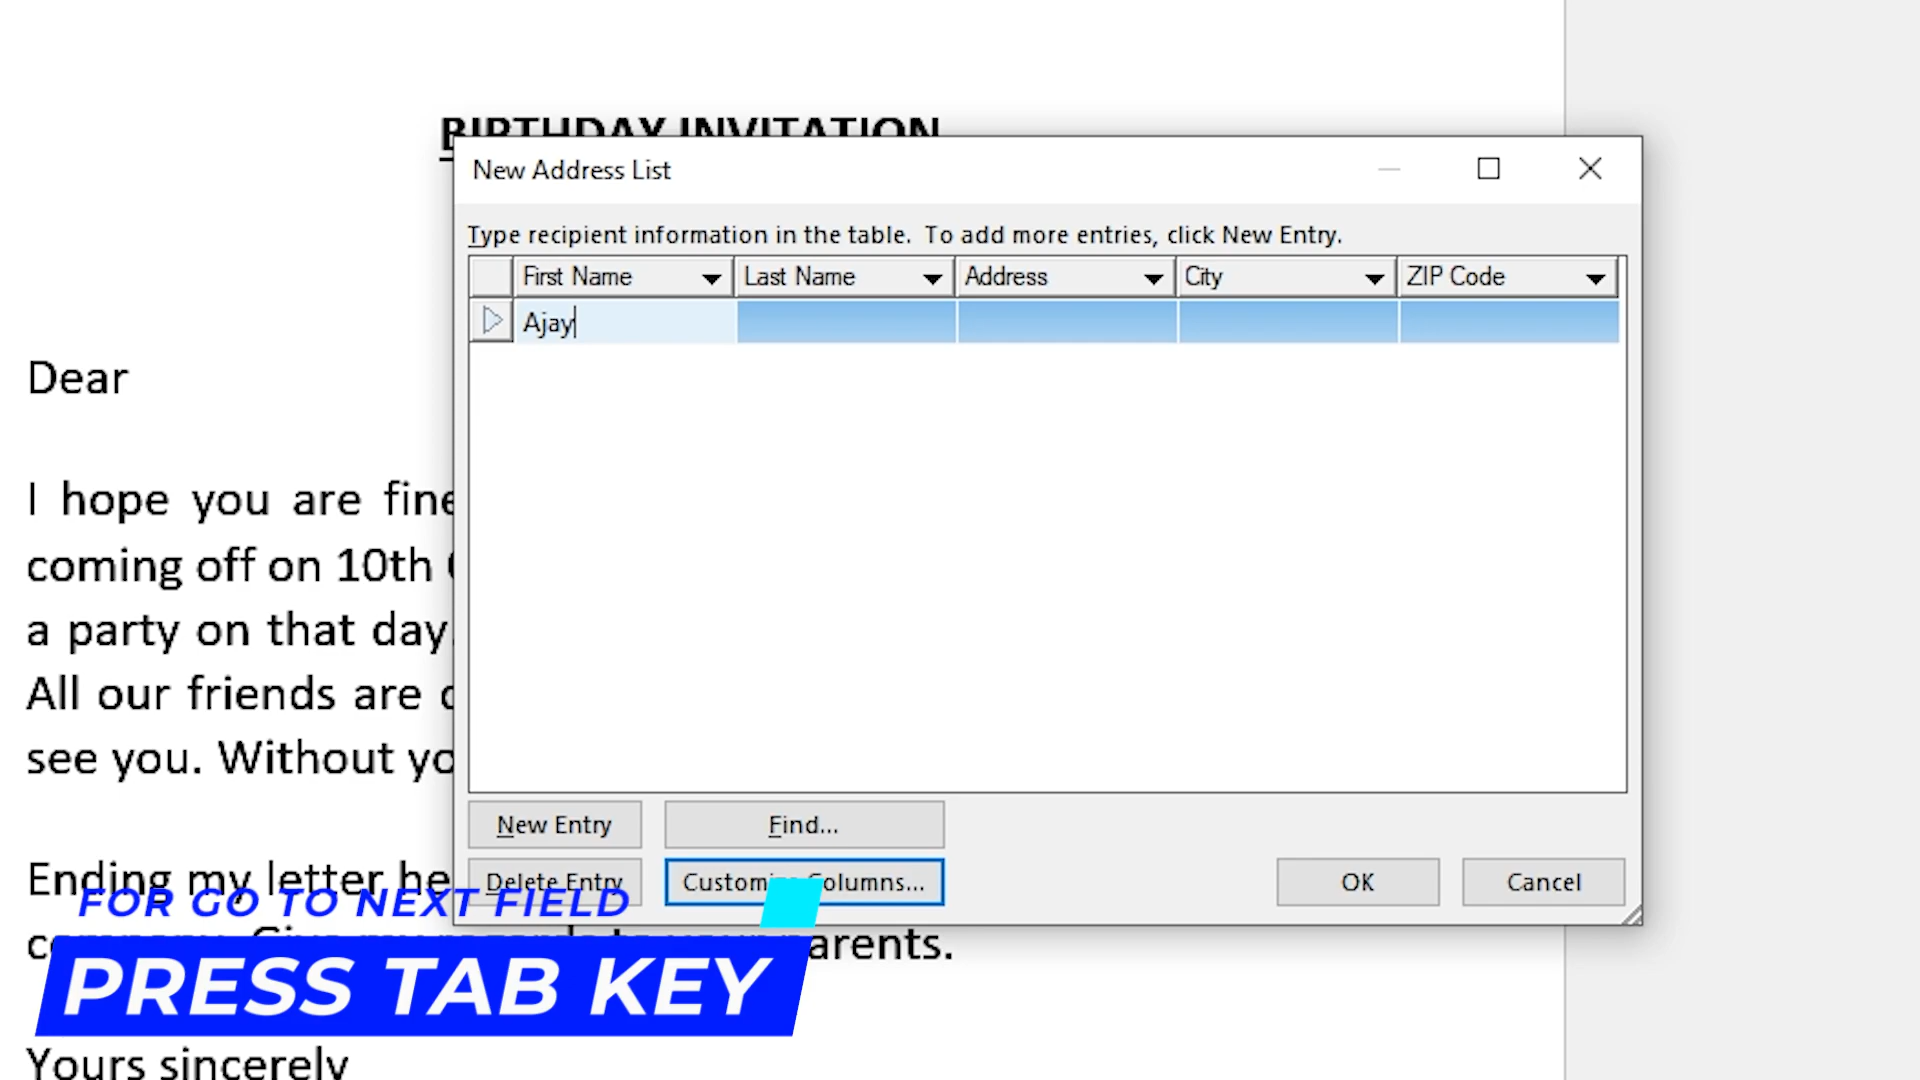 BIRTHDAY INVITATION
New Address List
Type recipient information in the table. To add more entries, click New Entry.
First Name Last Name Address City ZIP Code
Ajay
Dear
I hope you are fine
coming off on 10th
a party on that day.
All our friends are
see you. Without
New Entry Find...
Ending my letter
Delete Entry Customize Columns... OK Cancel
FOR GO TO NEXT FIELD
PRESS TAB KEY
Yours sincerely